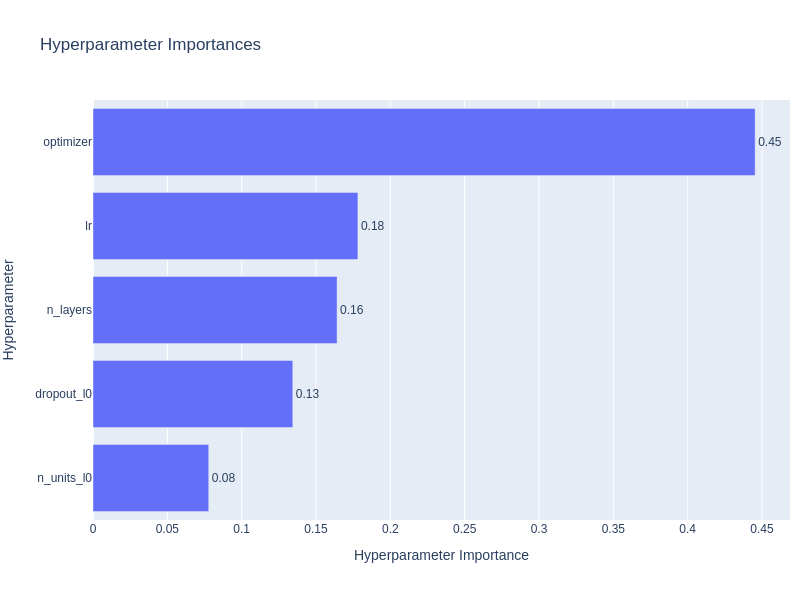 Hyperparameter Importances
Hyperparameter
optimizer
0.45
lr
0.18
n_layers
0.16
dropout_l0
0.13
n_units_l0
0.08
0
0.05
0.1
0.15
0.2
0.25
0.3
0.35
0.4
0.45
Hyperparameter Importance